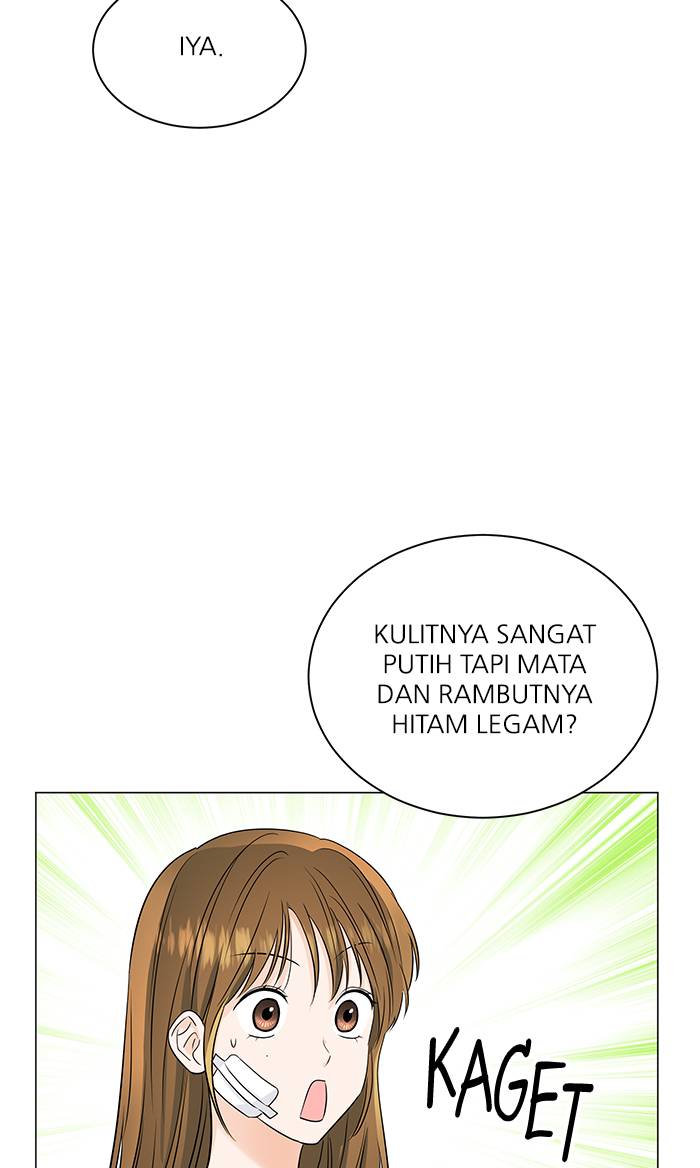 IYA.
KULITNYA SANGAT
PUTIH TAPI MATA
DAN RAMBUTNYA
HITAM LEGAM?
KAGET